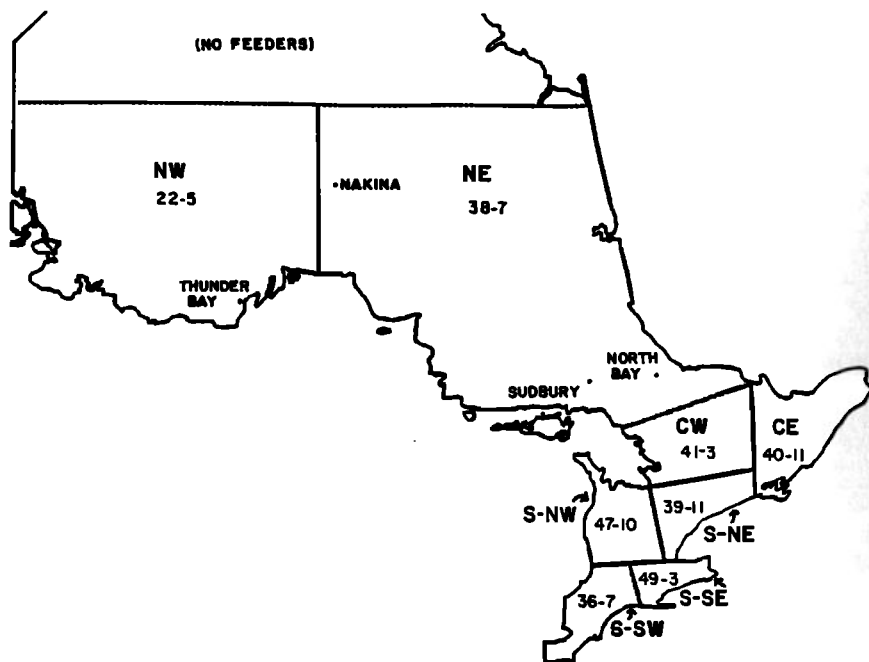 (NO FEEDERS)
NW
22-5
NAKINA
NE
38-7
THUNDER
BAY
NORTH
BAY
SUDBURY
CW
41-3
CE
40-11
S-NW
47-10
39-11
S-NE
49-3
36-7
S-SE
S-SW